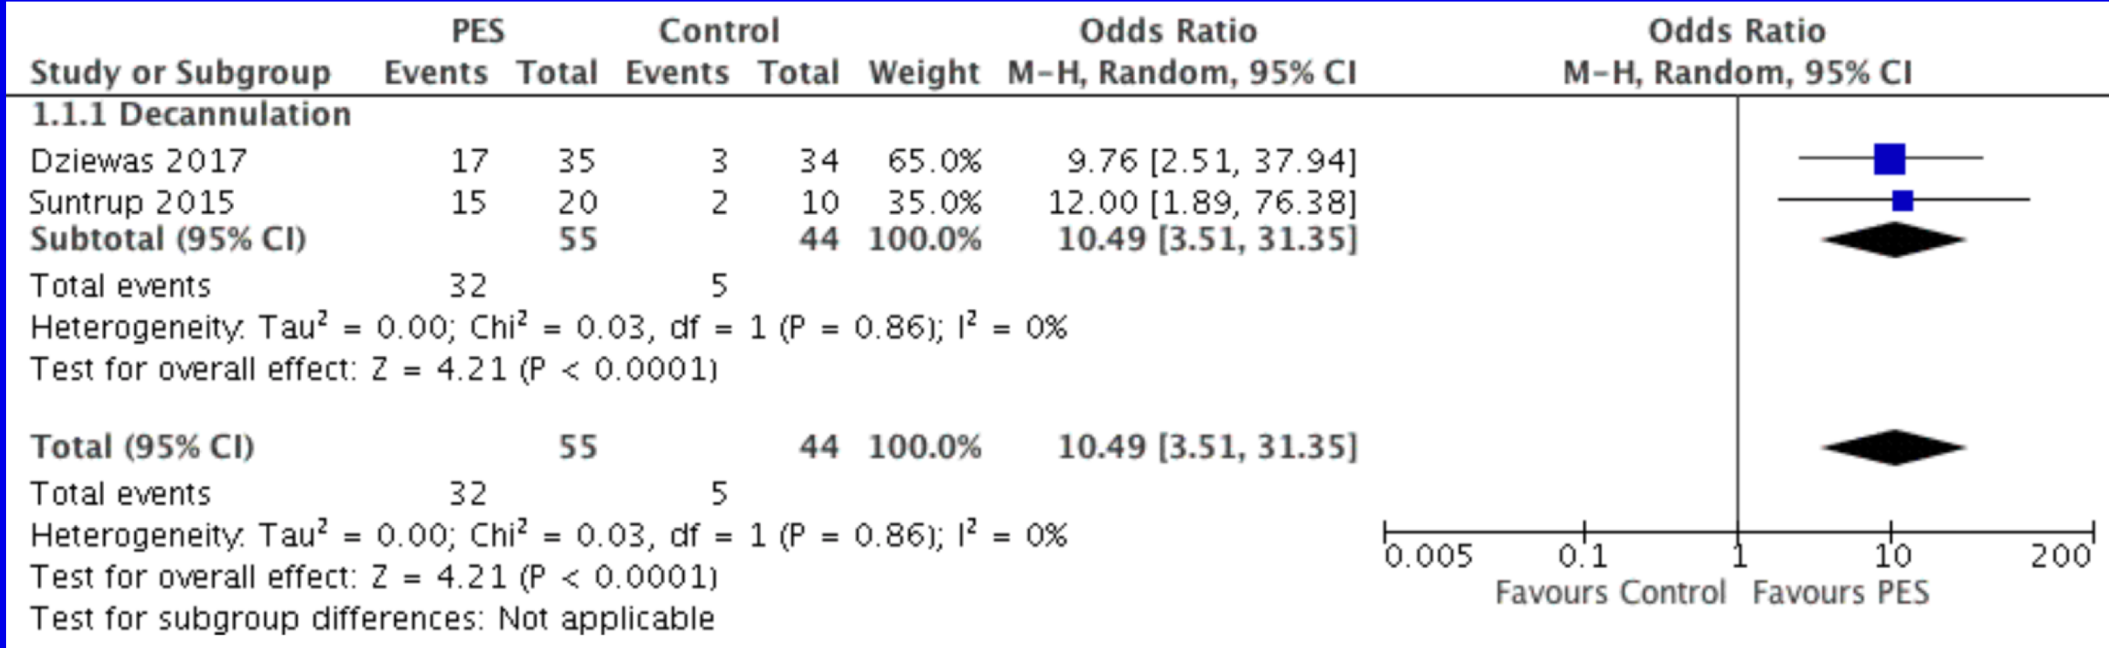 PES Control Odds Ratio Odds Ratio
Study or Subgroup Events Total Events Total Weight M-H, Random, 95% CI M-H, Random, 95% CI
1.1.1 Decannulation
Dziewas 2017 17 35 3 34 65.0% 9.76 [2.51, 37.94]
Suntrup 2015 15 20 2 10 35.0% 12.00 [1.89, 76.38]
Subtotal (95% CI) 55 44 100.0% 10.49 [3.51, 31.35]
Total events 32 5
Heterogeneity: Tau² = 0.00; Chi² = 0.03, df = 1 (P = 0.86); I² = 0%
Test for overall effect: Z = 4.21 (P < 0.0001)
Total (95% CI) 55 44 100.0% 10.49 [3.51, 31.35]
Total events 32 5
Heterogeneity: Tau² = 0.00; Chi² = 0.03, df = 1 (P = 0.86); I² = 0%
Test for overall effect: Z = 4.21 (P < 0.0001)
Test for subgroup differences: Not applicable
0.005 0.1 1 10 200
Favours Control Favours PES